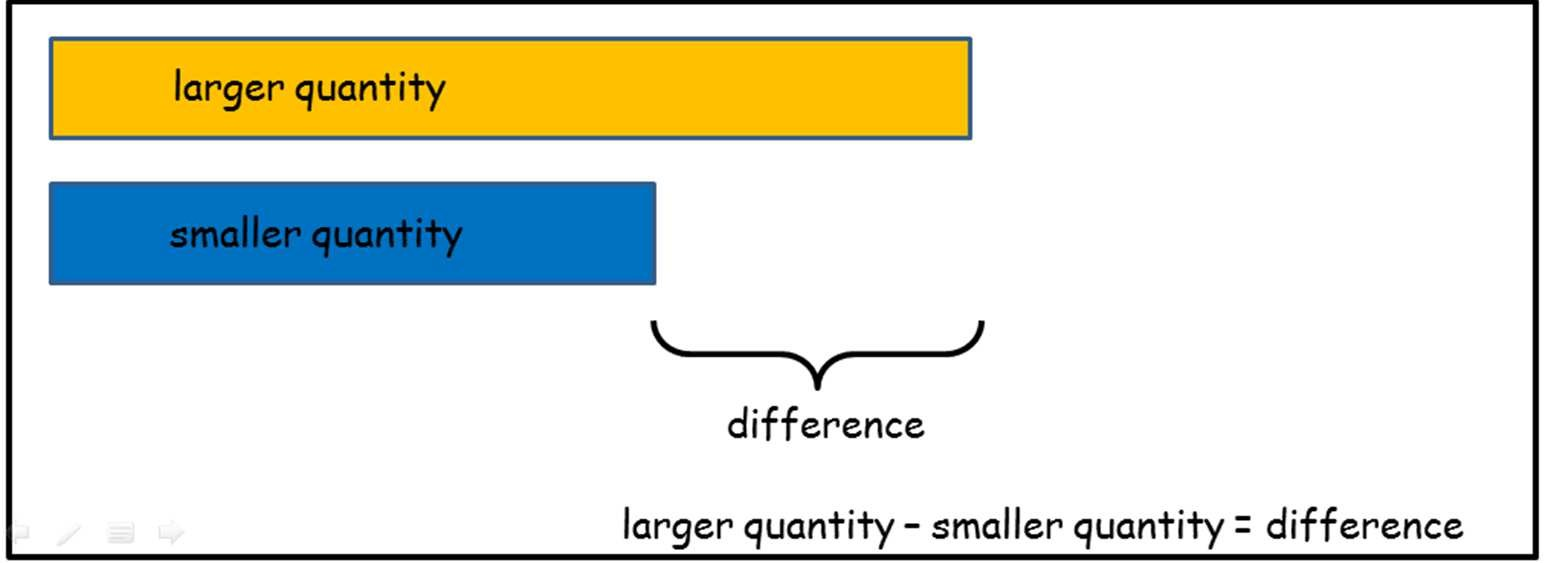 larger quantity
smaller quantity
difference
larger quantity – smaller quantity = difference